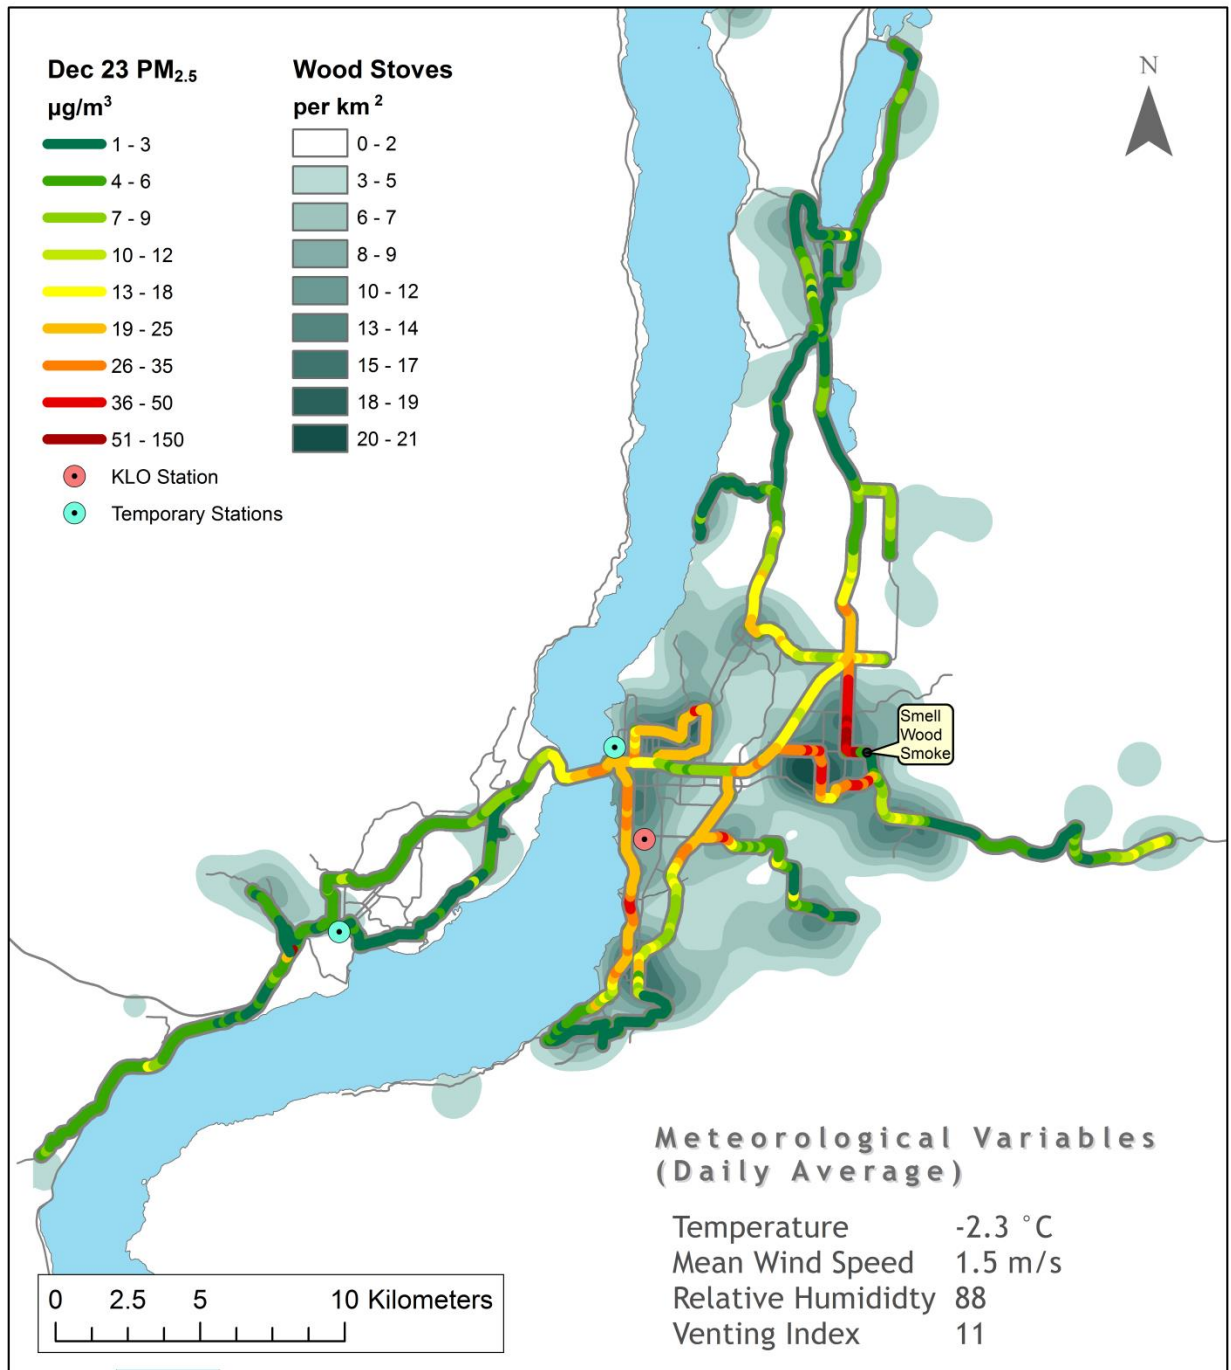 Dec 23 PM2.5
µg/m³
1 - 3
4 - 6
7 - 9
10 - 12
13 - 18
19 - 25
26 - 35
36 - 50
51 - 150
KLO Station
Temporary Stations
Wood Stoves
per km²
0 - 2
3 - 5
6 - 7
8 - 9
10 - 12
13 - 14
15 - 17
18 - 19
20 - 21
N
Smell
Wood
Smoke
Meteorological Variables
(Daily Average)
Temperature -2.3 °C
Mean Wind Speed 1.5 m/s
Relative Humididty 88
Venting Index 11
0 2.5 5 10 Kilometers